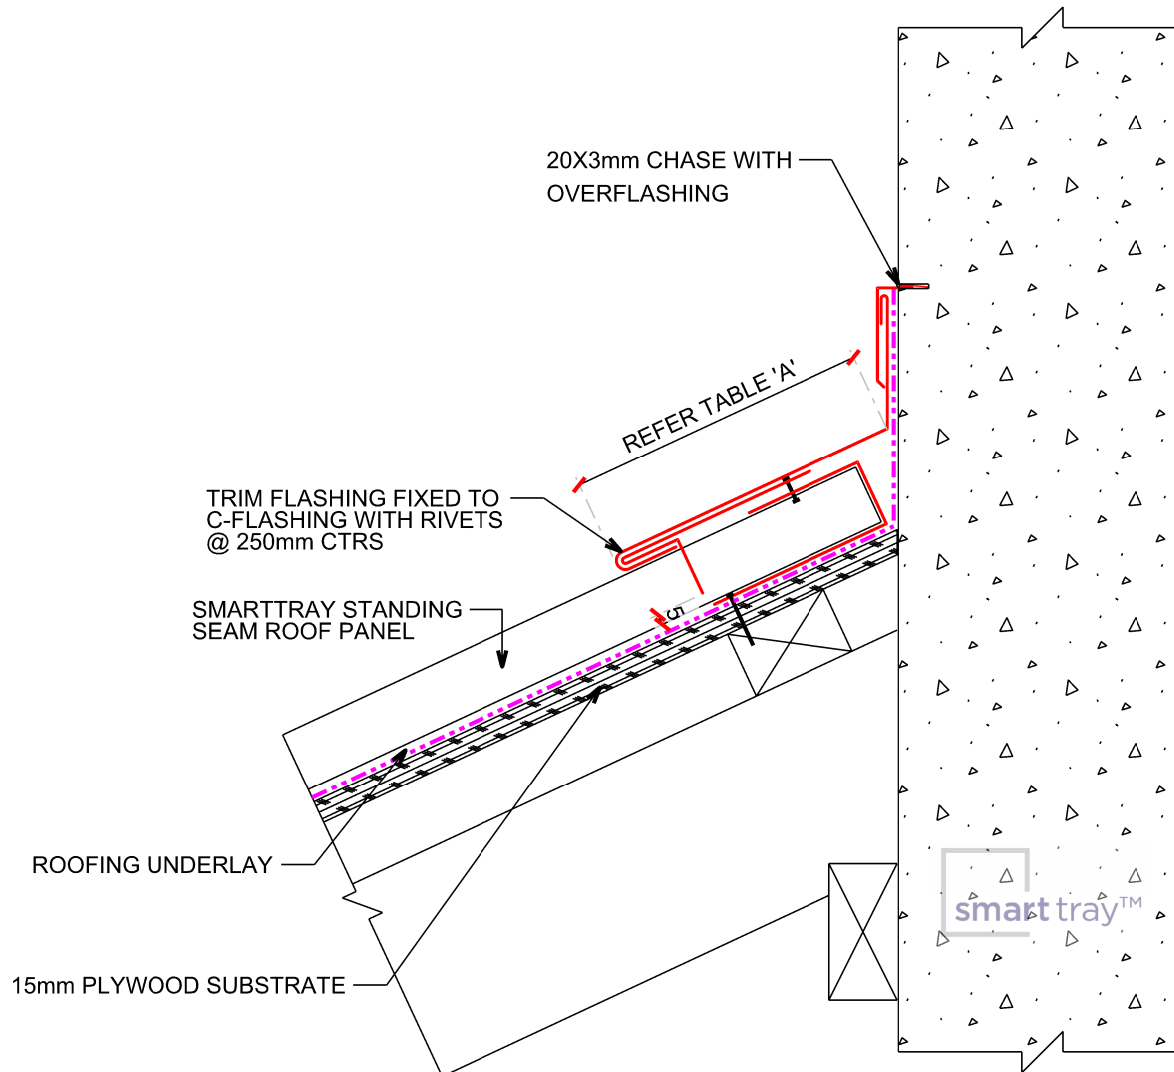 20X3mm CHASE WITH
OVERFLASHING
REFER TABLE 'A'
TRIM FLASHING FIXED TO
C-FLASHING WITH RIVETS
@ 250mm CTRS
SMARTTRAY STANDING
SEAM ROOF PANEL
5
ROOFING UNDERLAY
smart tray™
15mm PLYWOOD SUBSTRATE